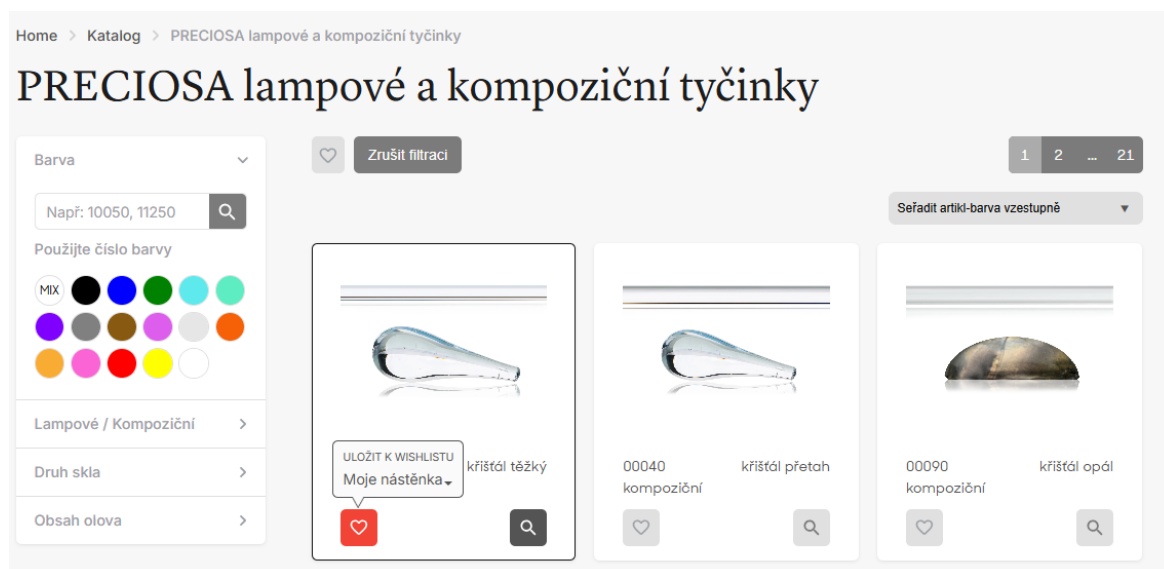 Home > Katalog > PRECIOSA lampové a kompoziční tyčinky
PRECIOSA lampové a kompoziční tyčinky
Barva
Zrušit filtraci
1 2 ... 21
Např: 10050, 11250
Seřadit artikl-barva vzestupně
Použijte číslo barvy
MIX
Lampové / Kompoziční
Druh skla
Obsah olova
ULOŽIT K WISHLISTU
Moje nástěnka
křišťál těžký
00040 křišťál přetah
kompoziční
00090 křišťál opál
kompoziční